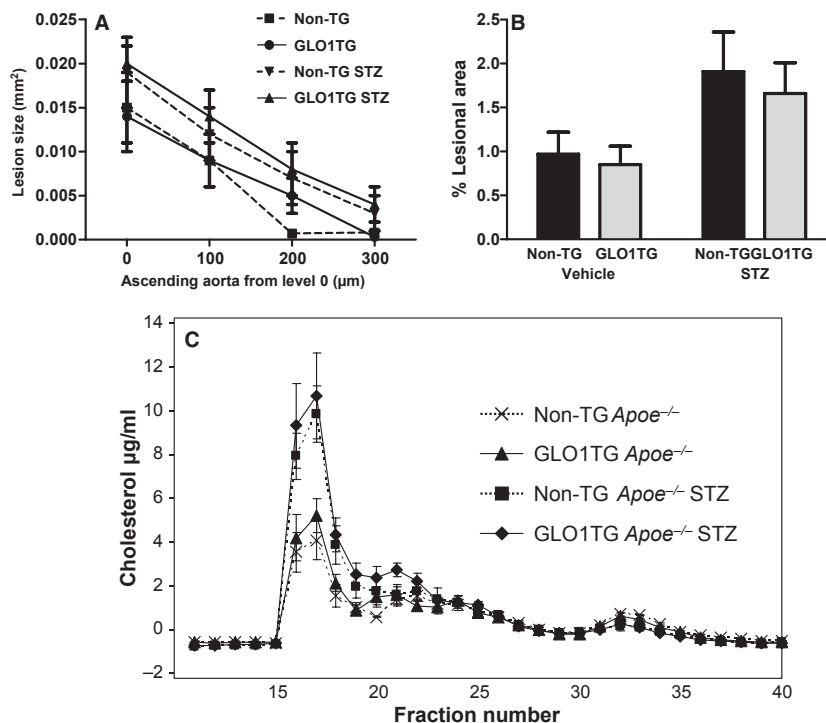 A
Non-TG
GLO1TG
Non-TG STZ
GLO1TG STZ
Lesion size (mm²)
0.025
0.020
0.015
0.010
0.005
0.000
0 100 200 300
Ascending aorta from level 0 (µm)
B
% Lesional area
2.5
2.0
1.5
1.0
0.5
0.0
Non-TG GLO1TG Non-TGGLO1TG
Vehicle STZ
C
Cholesterol µg/ml
14
12
10
8
6
4
2
0
–2
Non-TG Apoe–/–
GLO1TG Apoe–/–
Non-TG Apoe–/– STZ
GLO1TG Apoe–/– STZ
15 20 25 30 35 40
Fraction number